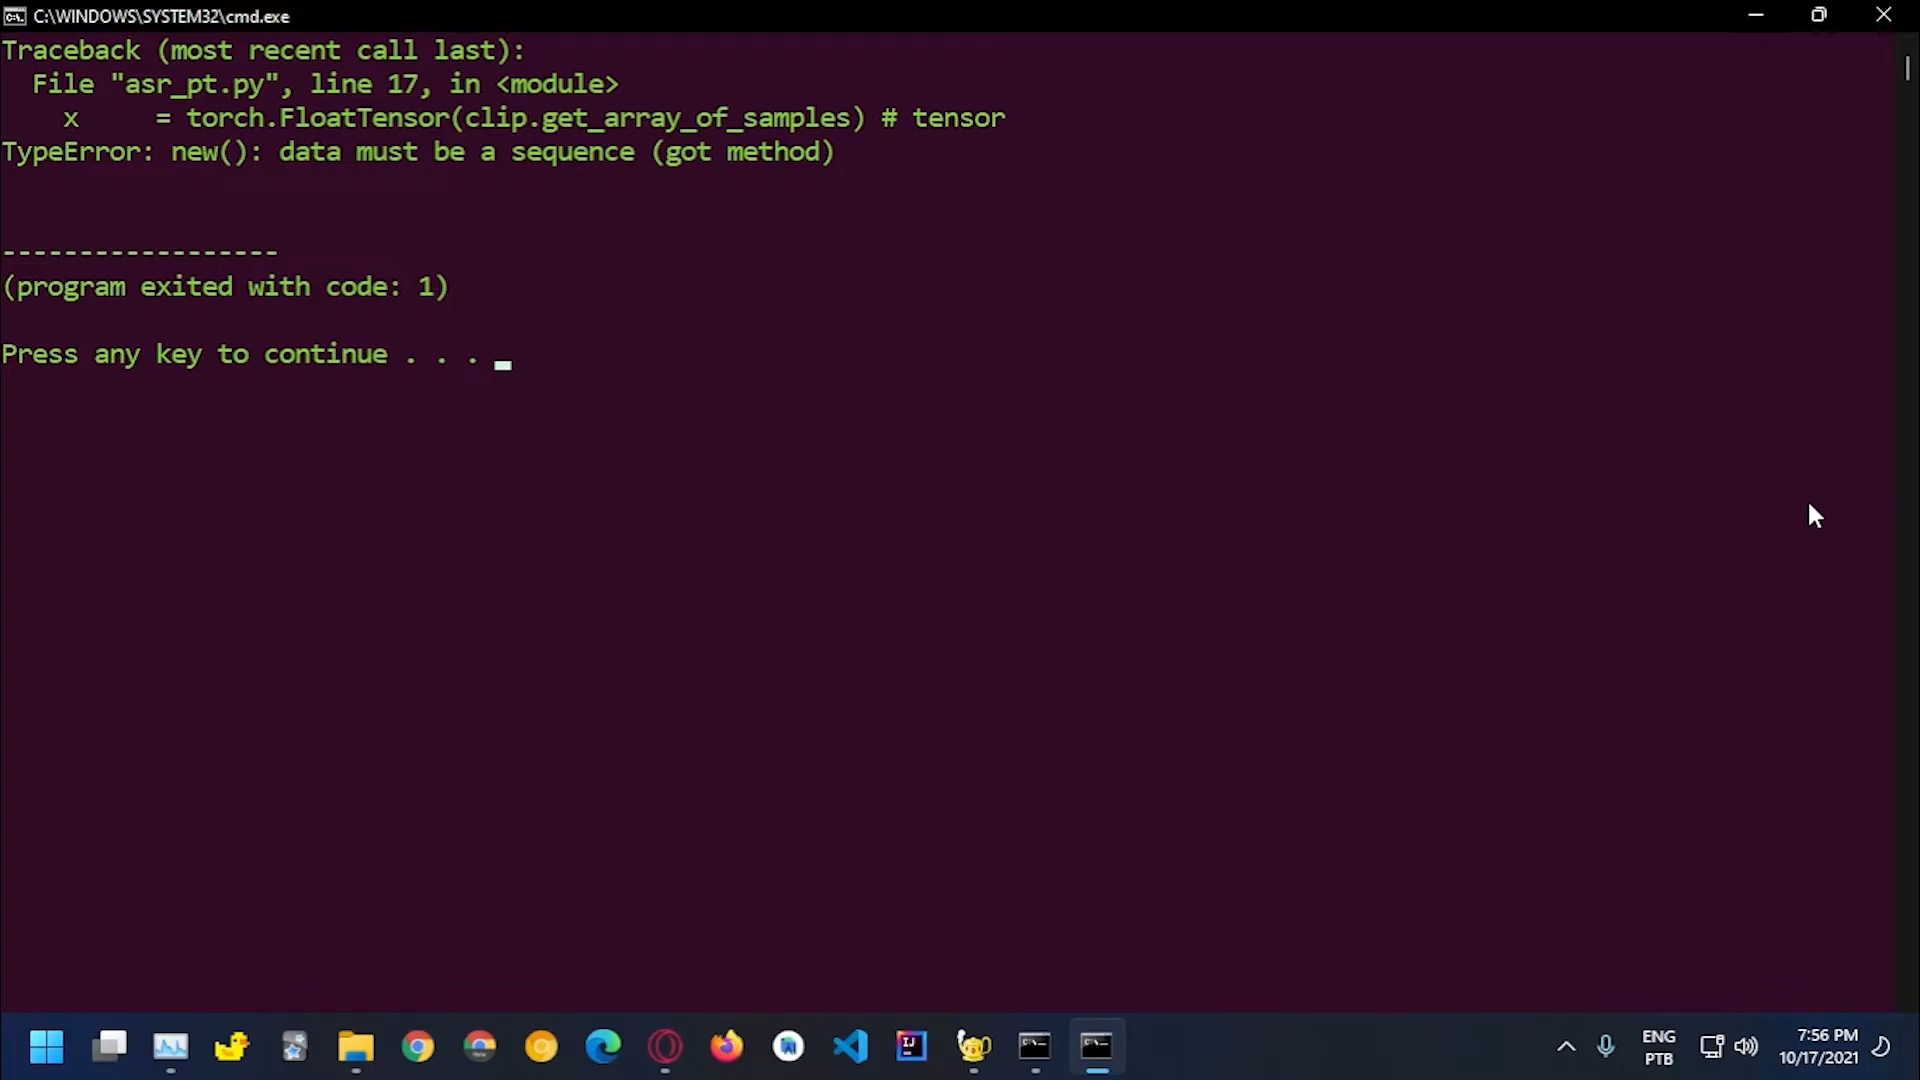 C:\WINDOWS\SYSTEM32\cmd.exe
Traceback (most recent call last):
  File "asr_pt.py", line 17, in <module>
    x     = torch.FloatTensor(clip.get_array_of_samples) # tensor
TypeError: new(): data must be a sequence (got method)
------------------
(program exited with code: 1)
Press any key to continue . . .
ENG
PTB
7:56 PM
10/17/2021